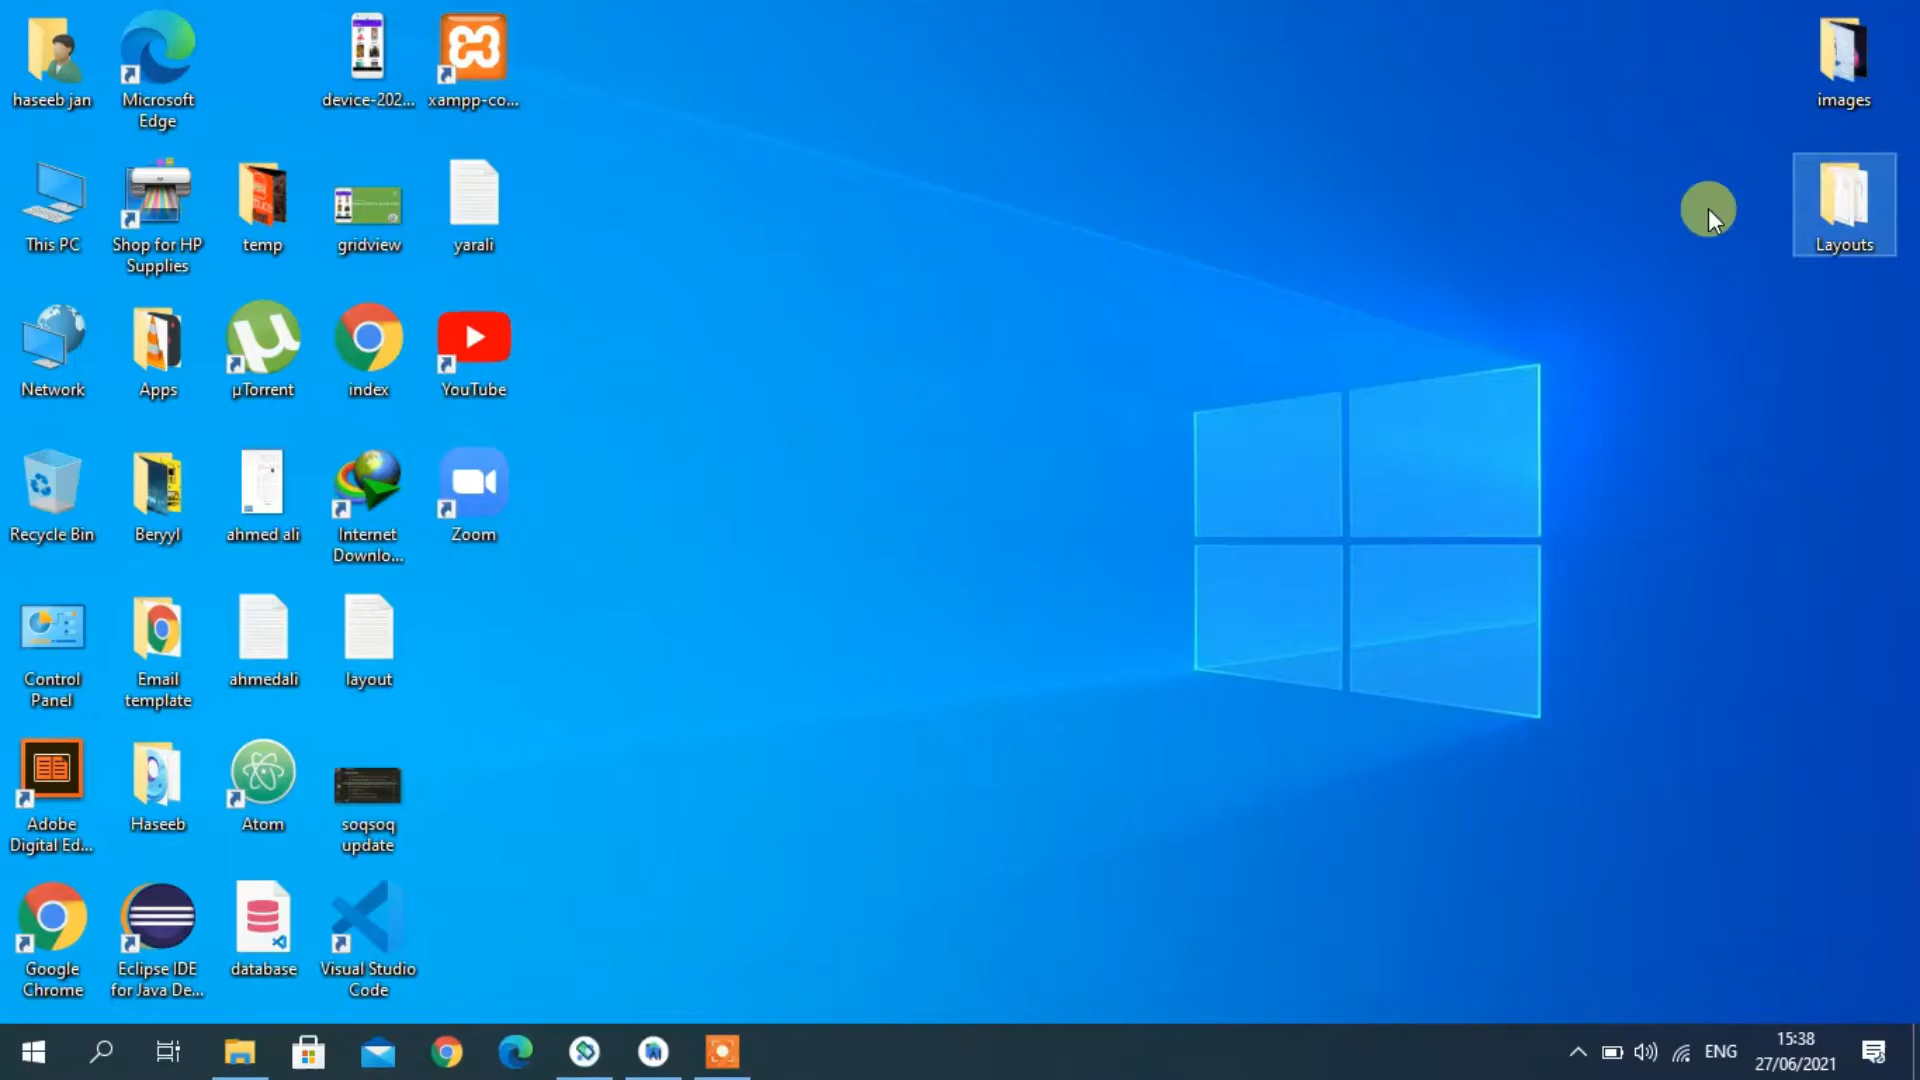 haseeb jan
Microsoft
Edge
device-202...
xampp-co...
images
This PC
Shop for HP
Supplies
temp
gridview
yarali
Layouts
Network
Apps
µTorrent
index
YouTube
Recycle Bin
Beryyl
ahmed ali
Internet
Downlo...
Zoom
Control
Panel
Email
template
ahmedali
layout
Adobe
Digital Ed...
Haseeb
Atom
soqsoq
update
Google
Chrome
Eclipse IDE
for Java De...
database
Visual Studio
Code
ENG
15:38
27/06/2021